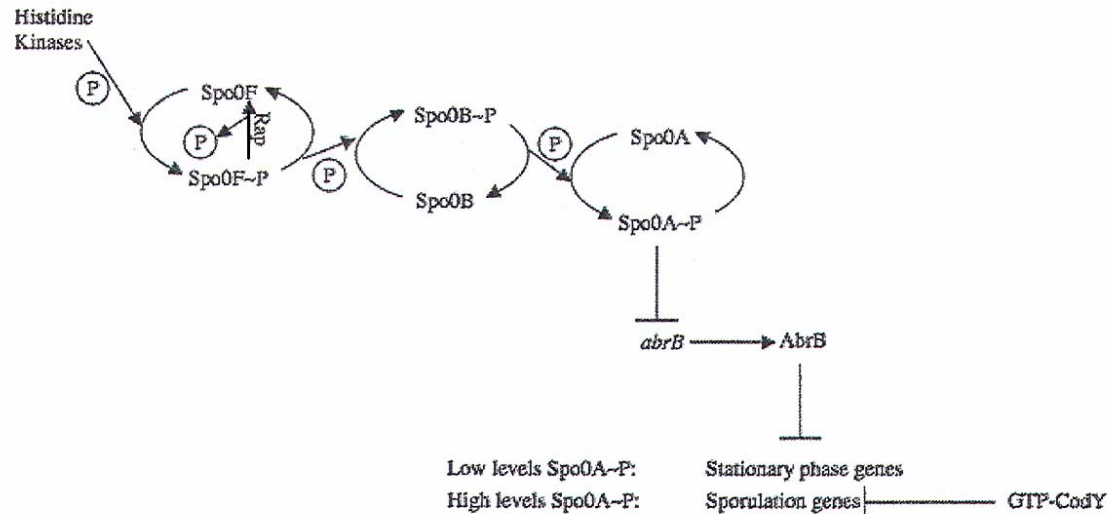 Histidine
Kinases
P
Spo0F
Rap
P
Spo0F~P
P
Spo0B~P
Spo0B
P
Spo0A
Spo0A~P
abrB
AbrB
Low levels Spo0A~P: Stationary phase genes
High levels Spo0A~P: Sporulation genes GTP-CodY